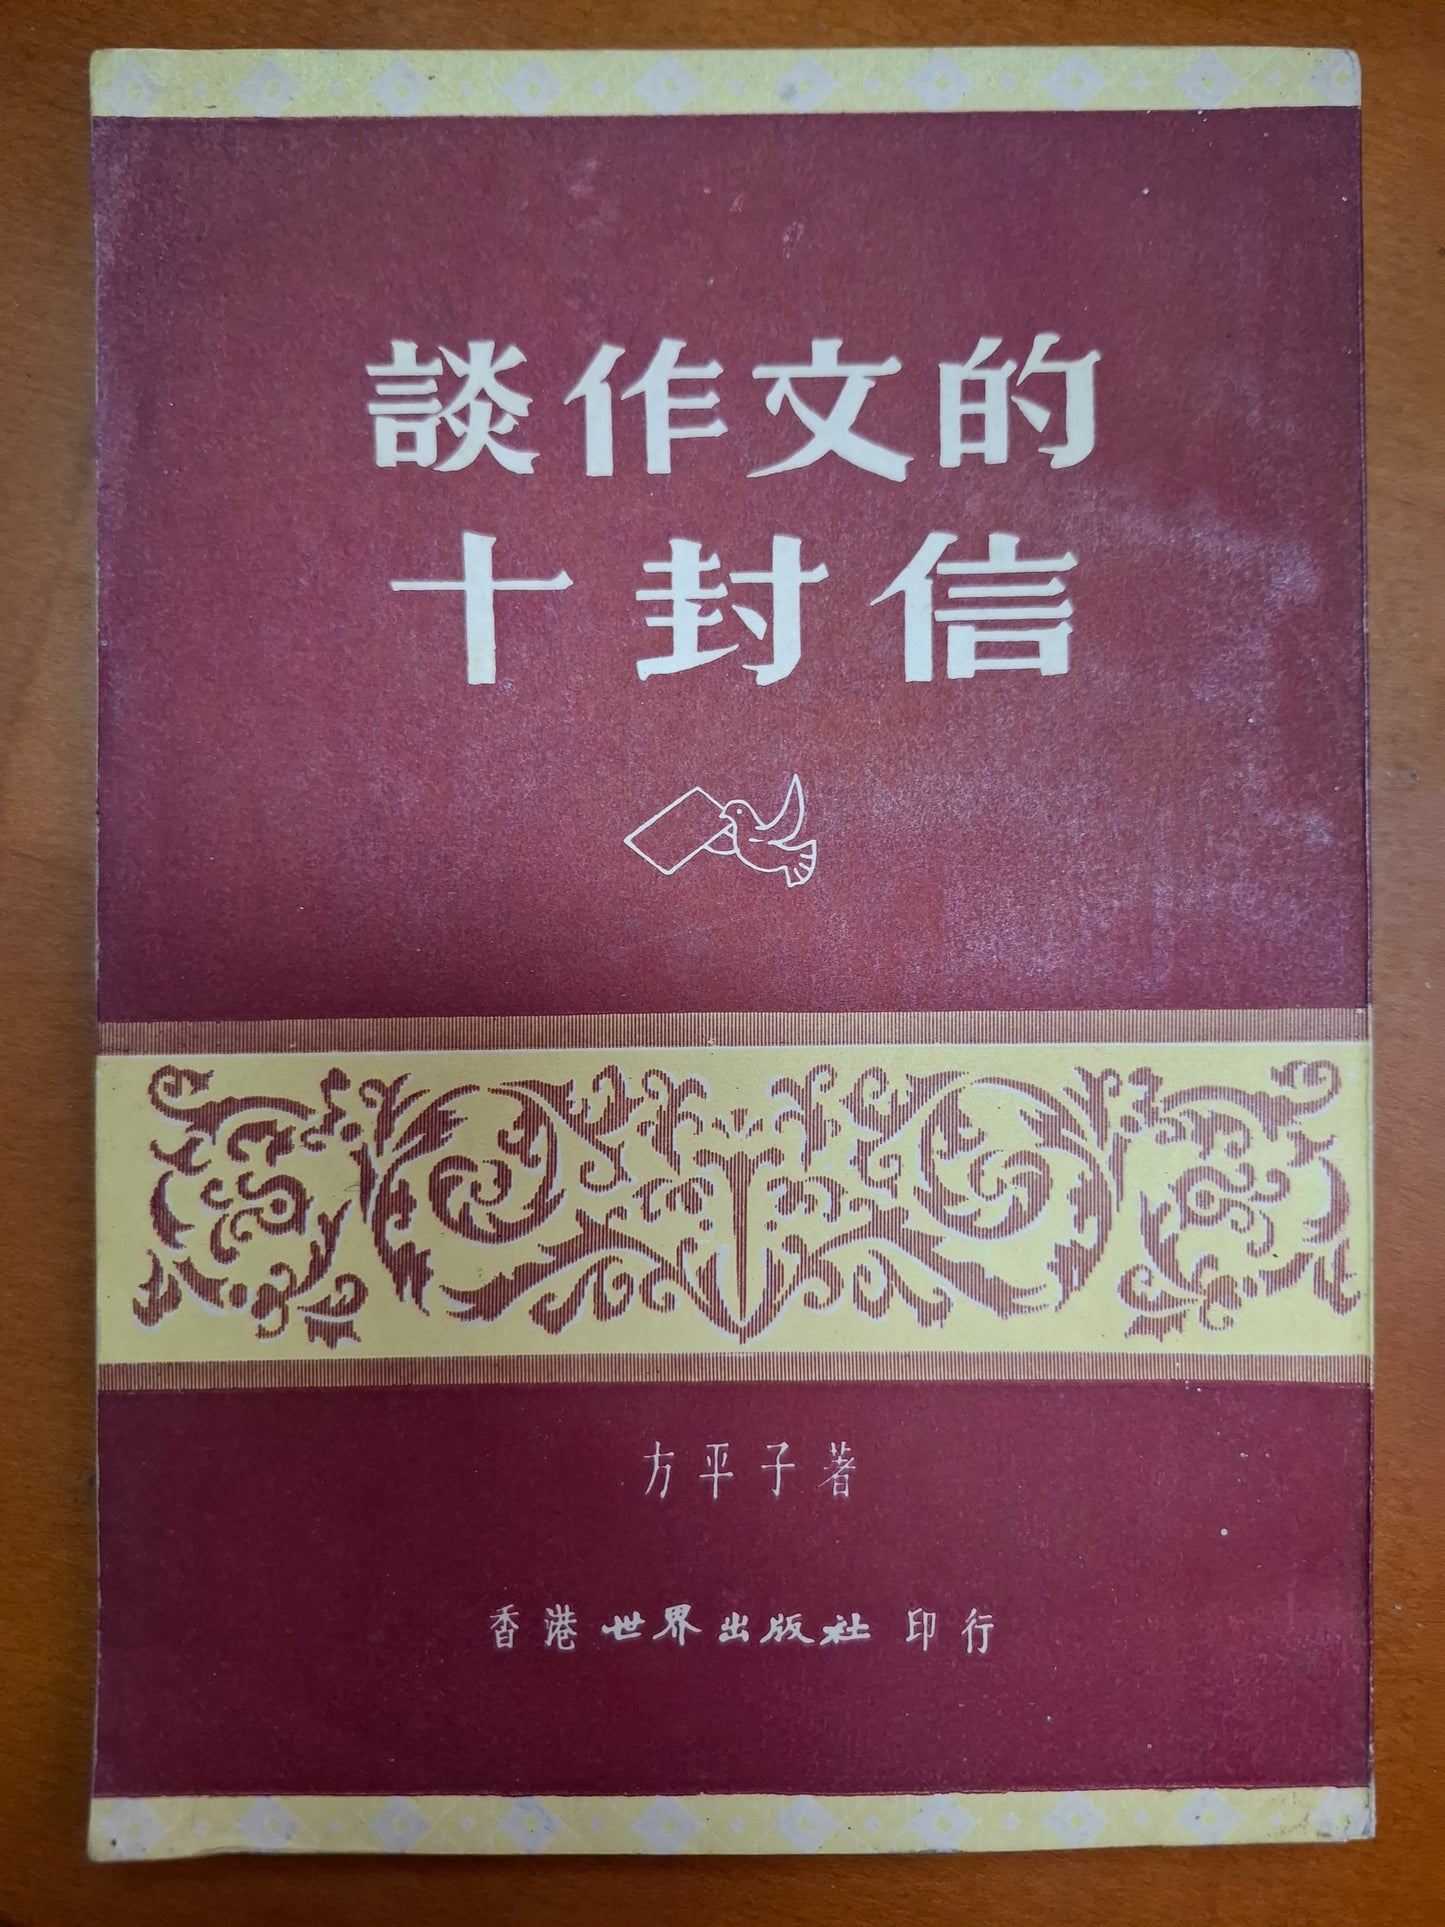 談作文的
十封信
方平子著
香港世界出版社印行